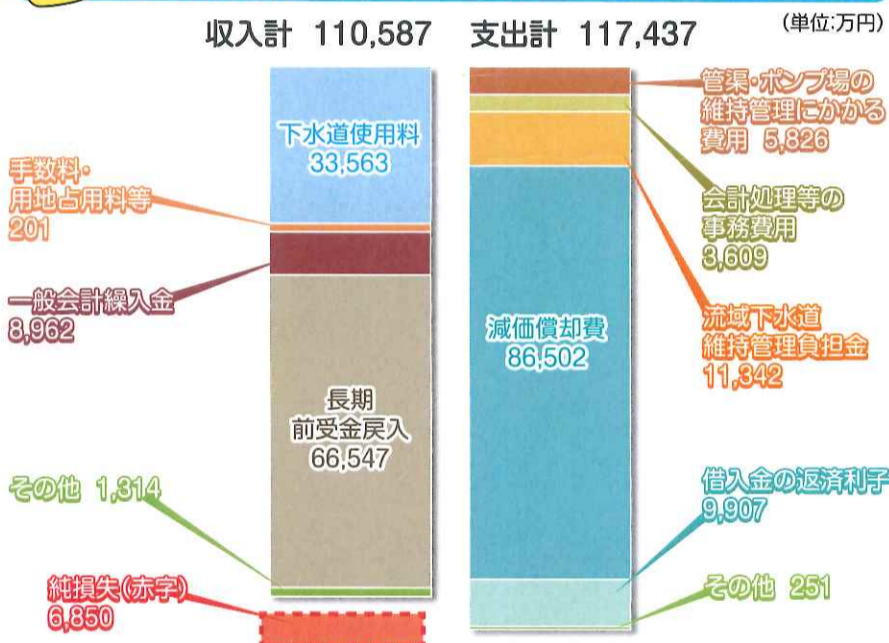 収入計 110,587
支出計 117,437
(単位:万円)
下水道使用料
33,563
手数料・
用地占用料等
201
一般会計繰入金
8,962
長期
前受金戻入
66,547
その他 1,314
純損失(赤字)
6,850
管渠・ポンプ場の
維持管理にかかる
費用 5,826
会計処理等の
事務費用
3,609
流域下水道
維持管理負担金
11,342
減価償却費
86,502
借入金の返済利子
9,907
その他 251